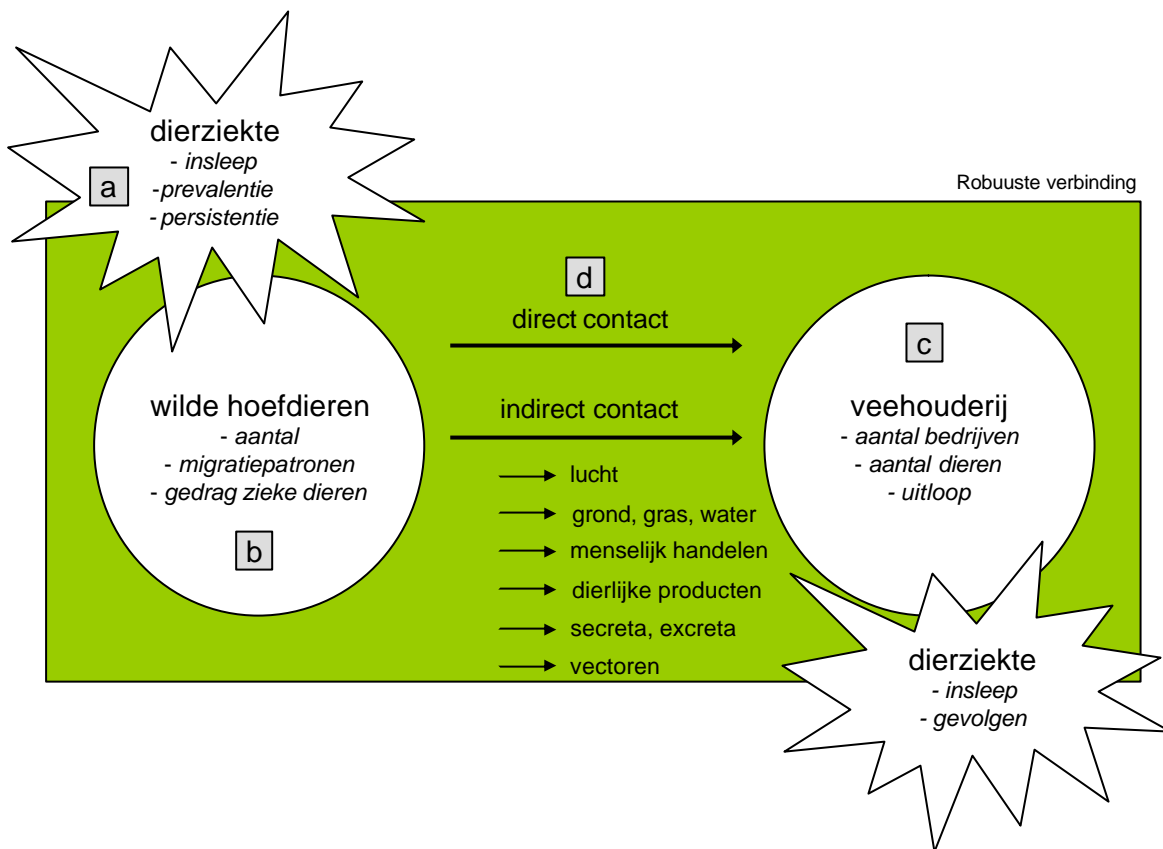 dierziekte
- insleep
-prevalentie
- persistentie
a
Robuuste verbinding
d
direct contact
c
wilde hoefdieren
- aantal
- migratiepatronen
- gedrag zieke dieren
b
indirect contact
lucht
grond, gras, water
menselijk handelen
dierlijke producten
secreta, excreta
vectoren
veehouderij
- aantal bedrijven
- aantal dieren
- uitloop
dierziekte
- insleep
- gevolgen